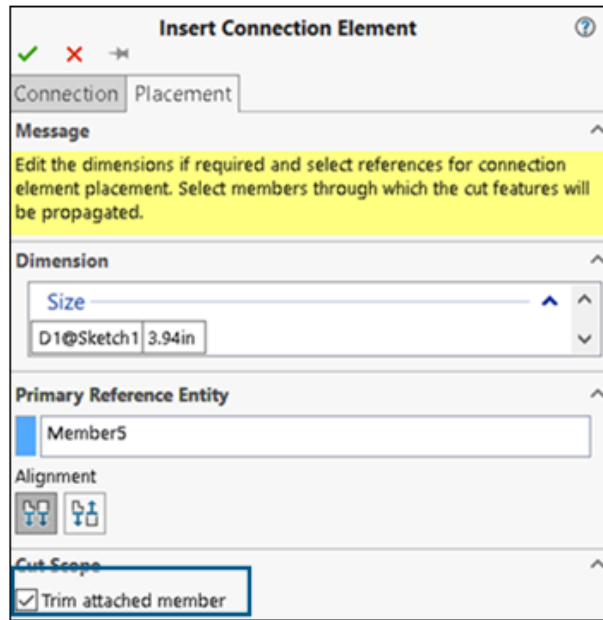 Insert Connection Element
Connection Placement
Message
Edit the dimensions if required and select references for connection
element placement. Select members through which the cut features will
be propagated.
Dimension
Size
D1@Sketch1 3.94in
Primary Reference Entity
Member5
Alignment
Cut Scope
Trim attached member